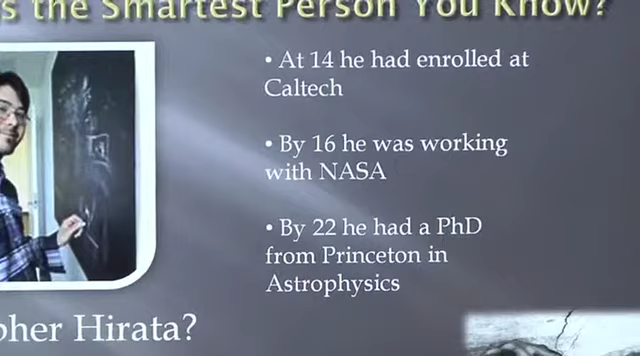 s the Smartest Person You Know?
• At 14 he had enrolled at
Caltech
• By 16 he was working
with NASA
• By 22 he had a PhD
from Princeton in
Astrophysics
pher Hirata?